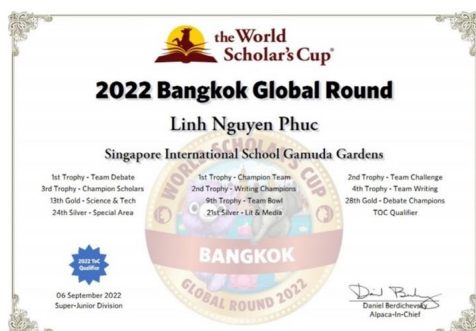 the World
Scholar's Cup®
2022 Bangkok Global Round
Linh Nguyen Phuc
Singapore International School Gamuda Gardens
1st Trophy - Team Debate
3rd Trophy - Champion Scholars
13th Gold - Science & Tech
24th Silver - Special Area
1st Trophy - Champion Team
2nd Trophy - Writing Champions
9th Trophy - Team Bowl
21st Silver - Lit & Media
2nd Trophy - Team Challenge
4th Trophy - Team Writing
28th Gold - Debate Champions
TOC Qualifier
WORLD SCHOLAR'S CUP
BANGKOK
GLOBAL ROUND 2022
2022 ToC
Qualifier
06 September 2022
Super-Junior Division
Daniel Berdichevsky
Alpaca-In-Chief